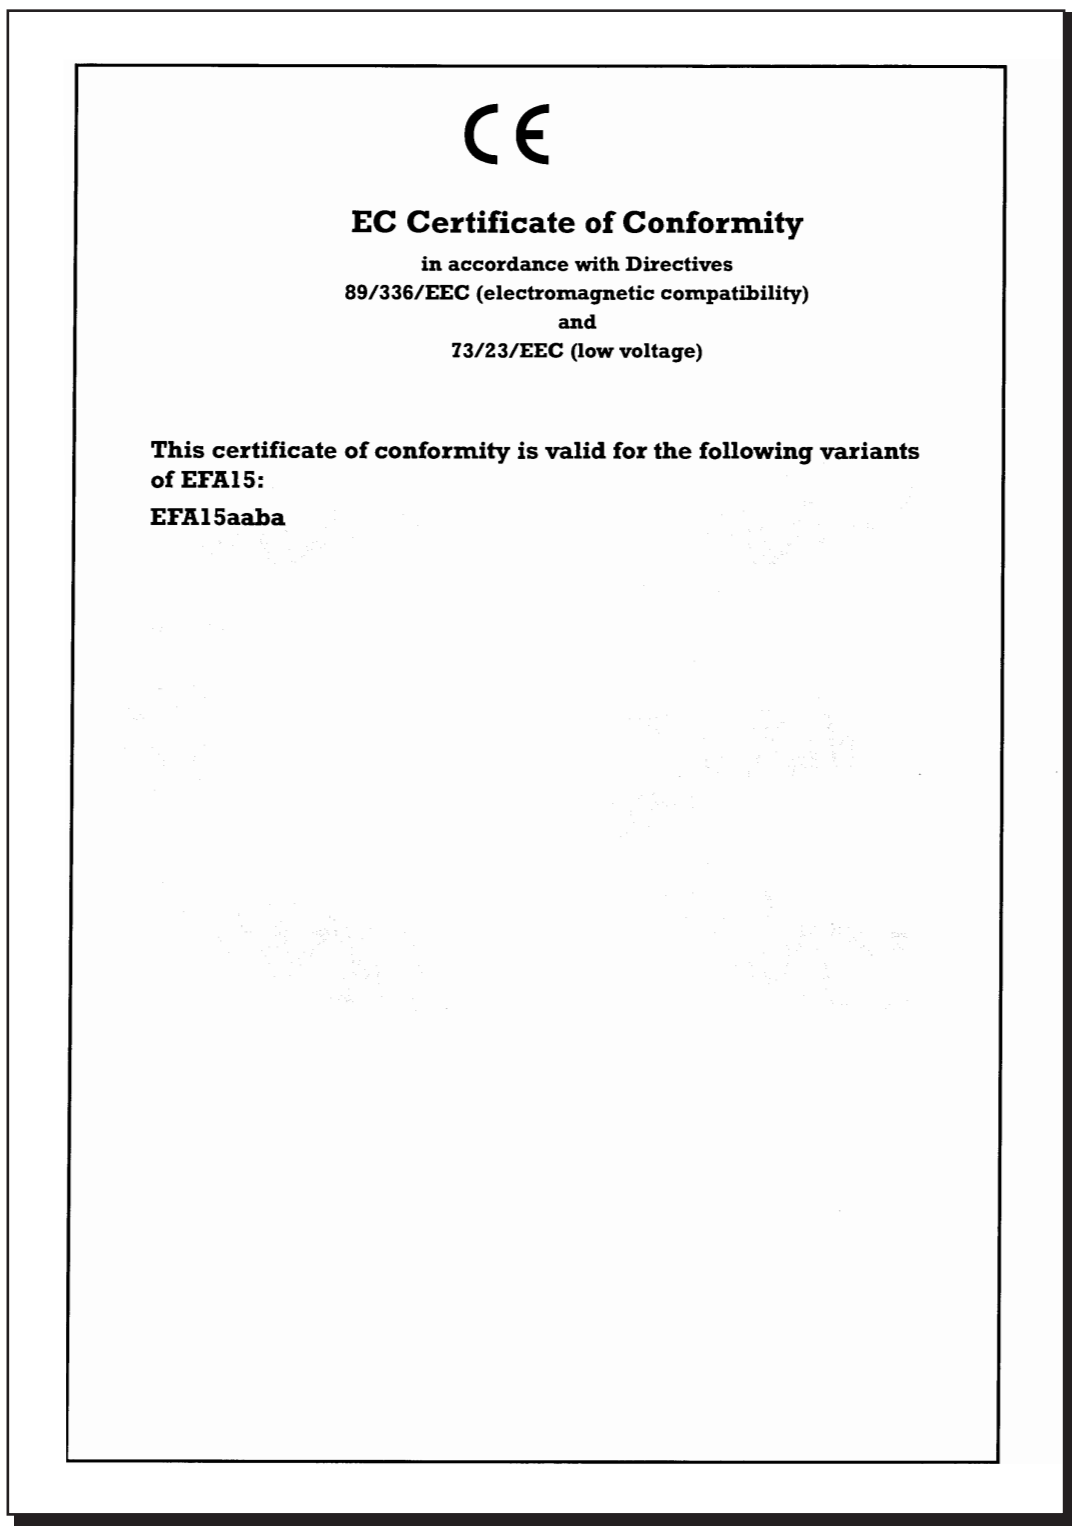 CE
EC Certificate of Conformity
in accordance with Directives
89/336/EEC (electromagnetic compatibility)
and
73/23/EEC (low voltage)
This certificate of conformity is valid for the following variants
of EFA15:
EFA15aaba